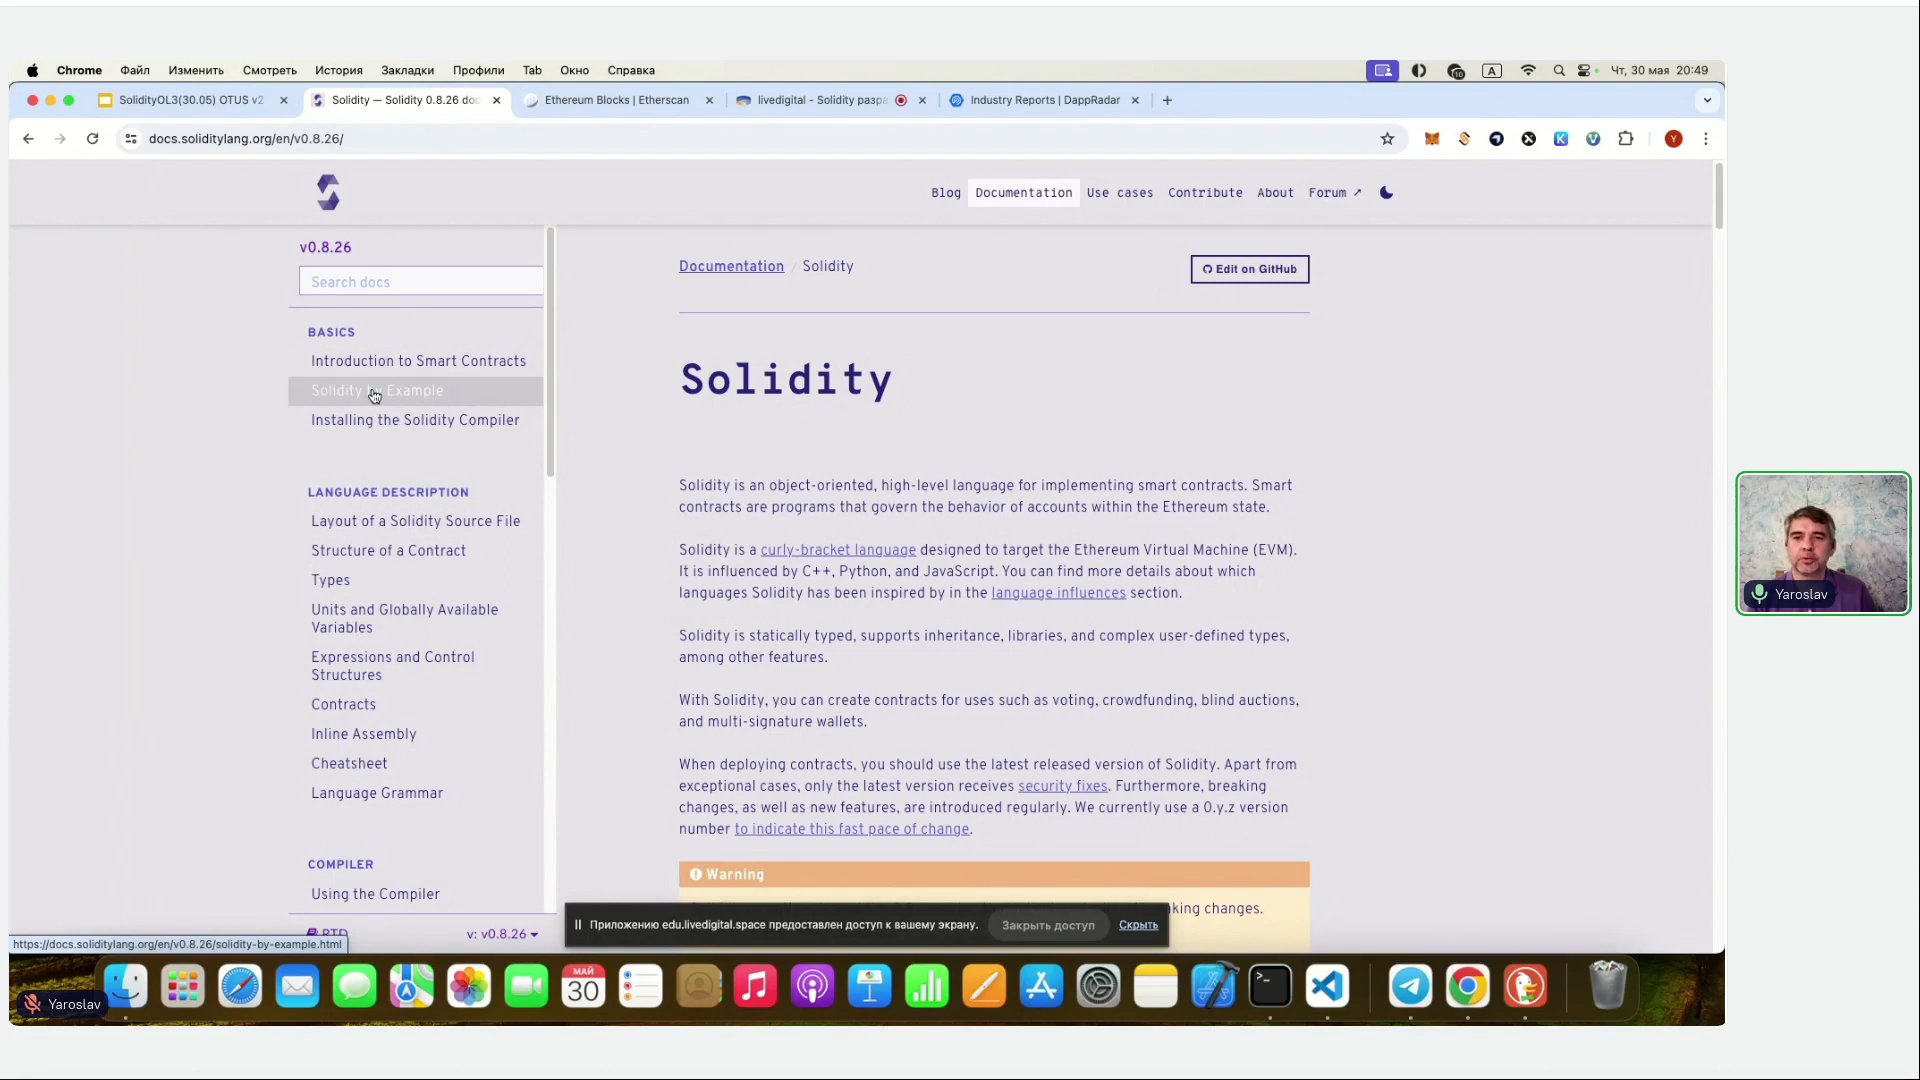 Chrome Файл Изменить Смотреть История Закладки Профили Tab Окно Справка
A Чт, 30 мая 20:49
SolidityOL3(30.05) OTUS v2 Solidity — Solidity 0.8.26 doc Ethereum Blocks | Etherscan livedigital - Solidity разра Industry Reports | DappRadar
docs.soliditylang.org/en/v0.8.26/
Y
Blog Documentation Use cases Contribute About Forum ↗
v0.8.26
Search docs
BASICS
Introduction to Smart Contracts
Solidity by Example
Installing the Solidity Compiler
LANGUAGE DESCRIPTION
Layout of a Solidity Source File
Structure of a Contract
Types
Units and Globally Available
Variables
Expressions and Control
Structures
Contracts
Inline Assembly
Cheatsheet
Language Grammar
COMPILER
Using the Compiler
RTD v: v0.8.26
Documentation / Solidity
Edit on GitHub
Solidity
Solidity is an object-oriented, high-level language for implementing smart contracts. Smart
contracts are programs that govern the behavior of accounts within the Ethereum state.
Solidity is a curly-bracket language designed to target the Ethereum Virtual Machine (EVM).
It is influenced by C++, Python, and JavaScript. You can find more details about which
languages Solidity has been inspired by in the language influences section.
Solidity is statically typed, supports inheritance, libraries, and complex user-defined types,
among other features.
With Solidity, you can create contracts for uses such as voting, crowdfunding, blind auctions,
and multi-signature wallets.
When deploying contracts, you should use the latest released version of Solidity. Apart from
exceptional cases, only the latest version receives security fixes. Furthermore, breaking
changes, as well as new features, are introduced regularly. We currently use a 0.y.z version
number to indicate this fast pace of change.
Warning
king changes.
Приложению edu.livedigital.space предоставлен доступ к вашему экрану. Закрыть доступ Скрыть
https://docs.soliditylang.org/en/v0.8.26/solidity-by-example.html
МАЙ
30
Yaroslav
Yaroslav